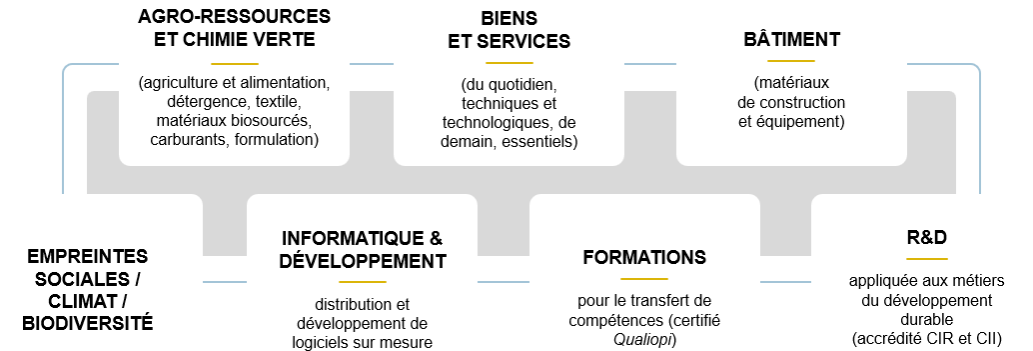 AGRO-RESSOURCES
ET CHIMIE VERTE
(agriculture et alimentation,
détergence, textile,
matériaux biosourcés,
carburants, formulation)
BIENS
ET SERVICES
(du quotidien,
techniques et
technologiques, de
demain, essentiels)
BÂTIMENT
(matériaux
de construction
et équipement)
EMPREINTES
SOCIALES /
CLIMAT /
BIODIVERSITÉ
INFORMATIQUE &
DÉVELOPPEMENT
distribution et
développement de
logiciels sur mesure
FORMATIONS
pour le transfert de
compétences (certifié
Qualiopi)
R&D
appliquée aux métiers
du développement
durable
(accrédité CIR et CII)